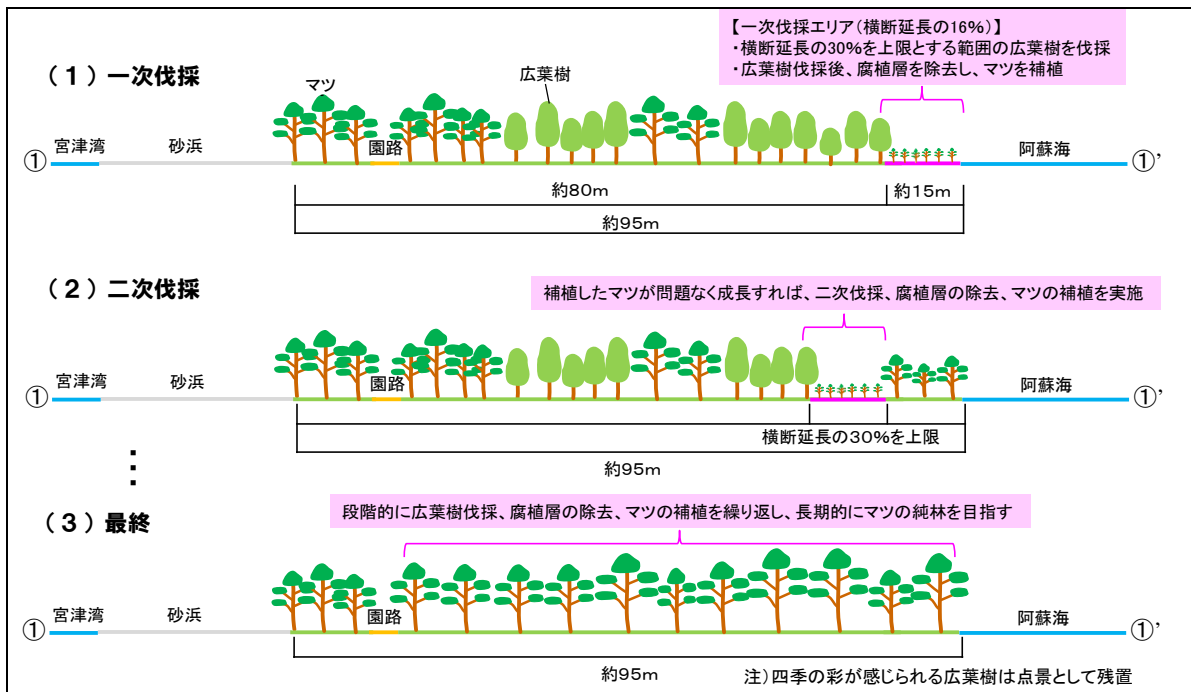 【一次伐採エリア(横断延長の16%)】
・横断延長の30%を上限とする範囲の広葉樹を伐採
・広葉樹伐採後、腐植層を除去し、マツを補植
(1)一次伐採
マツ
広葉樹
宮津湾
砂浜
園路
阿蘇海
①
①’
約80m
約15m
約95m
(2)二次伐採
補植したマツが問題なく成長すれば、二次伐採、腐植層の除去、マツの補植を実施
宮津湾
砂浜
園路
阿蘇海
①
①’
横断延長の30%を上限
約95m
⋮
(3)最終
段階的に広葉樹伐採、腐植層の除去、マツの補植を繰り返し、長期的にマツの純林を目指す
宮津湾
砂浜
園路
阿蘇海
①
①’
約95m
注)四季の彩が感じられる広葉樹は点景として残置